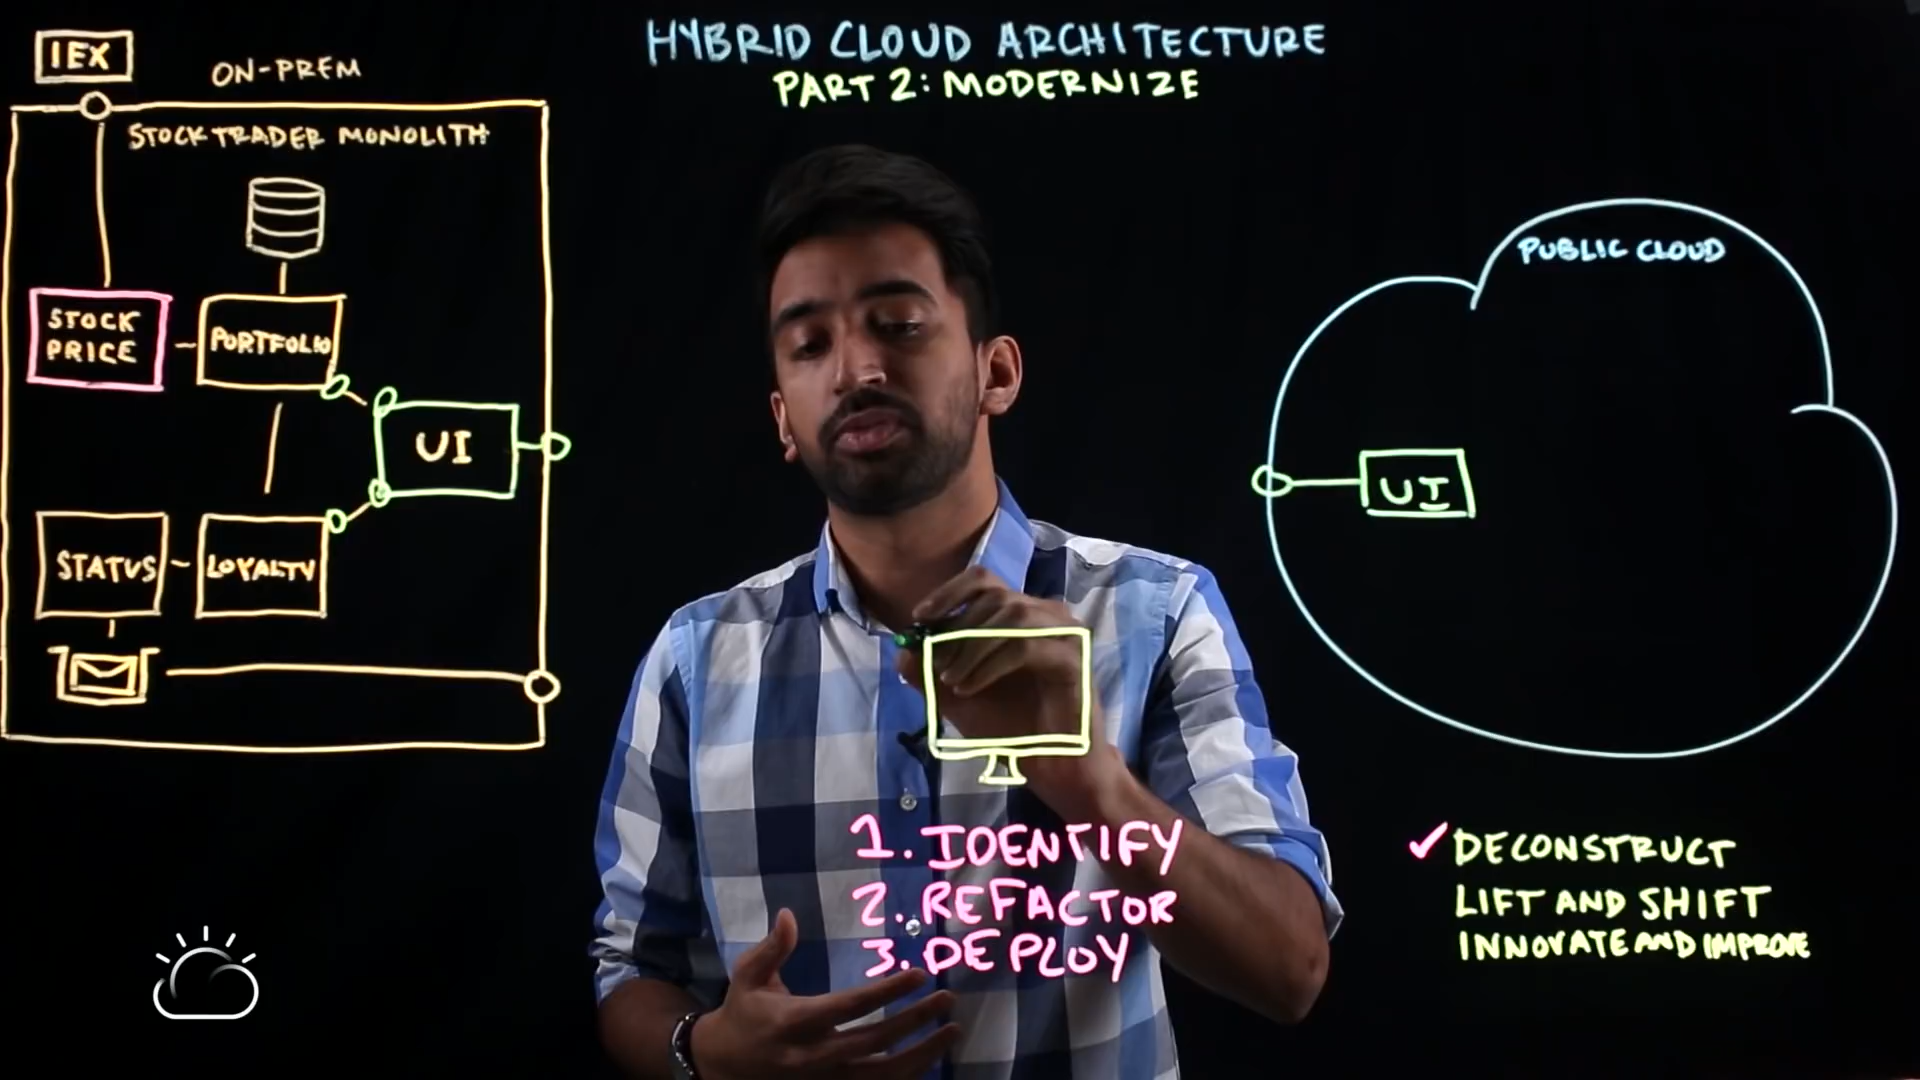 HYBRID CLOUD ARCHITECTURE
PART 2: MODERNIZE
IEX
ON-PREM
STOCK TRADER MONOLITH
STOCK
PRICE
PORTFOLIO
UI
STATUS
LOYALTY
PUBLIC CLOUD
UI
1. IDENTIFY
2. REFACTOR
3. DEPLOY
✓ DECONSTRUCT
LIFT AND SHIFT
INNOVATE AND IMPROVE